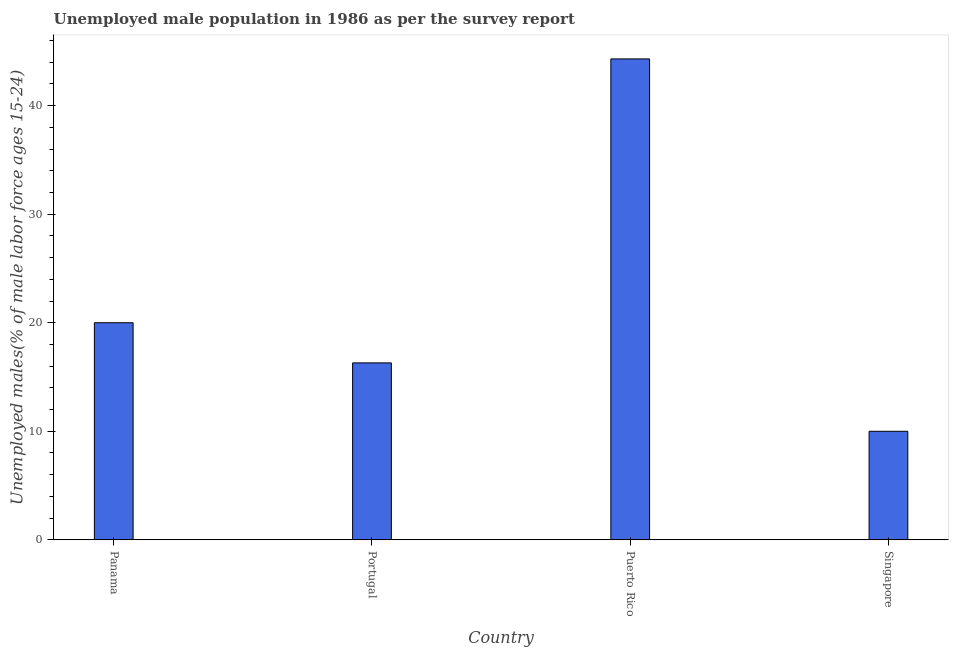 Unemployed male population in 1986 as per the survey report
Unemployed males(% of male labor force ages 15-24)
40
30
20
10
0
Panama
Portugal
Puerto Rico
Singapore
Country